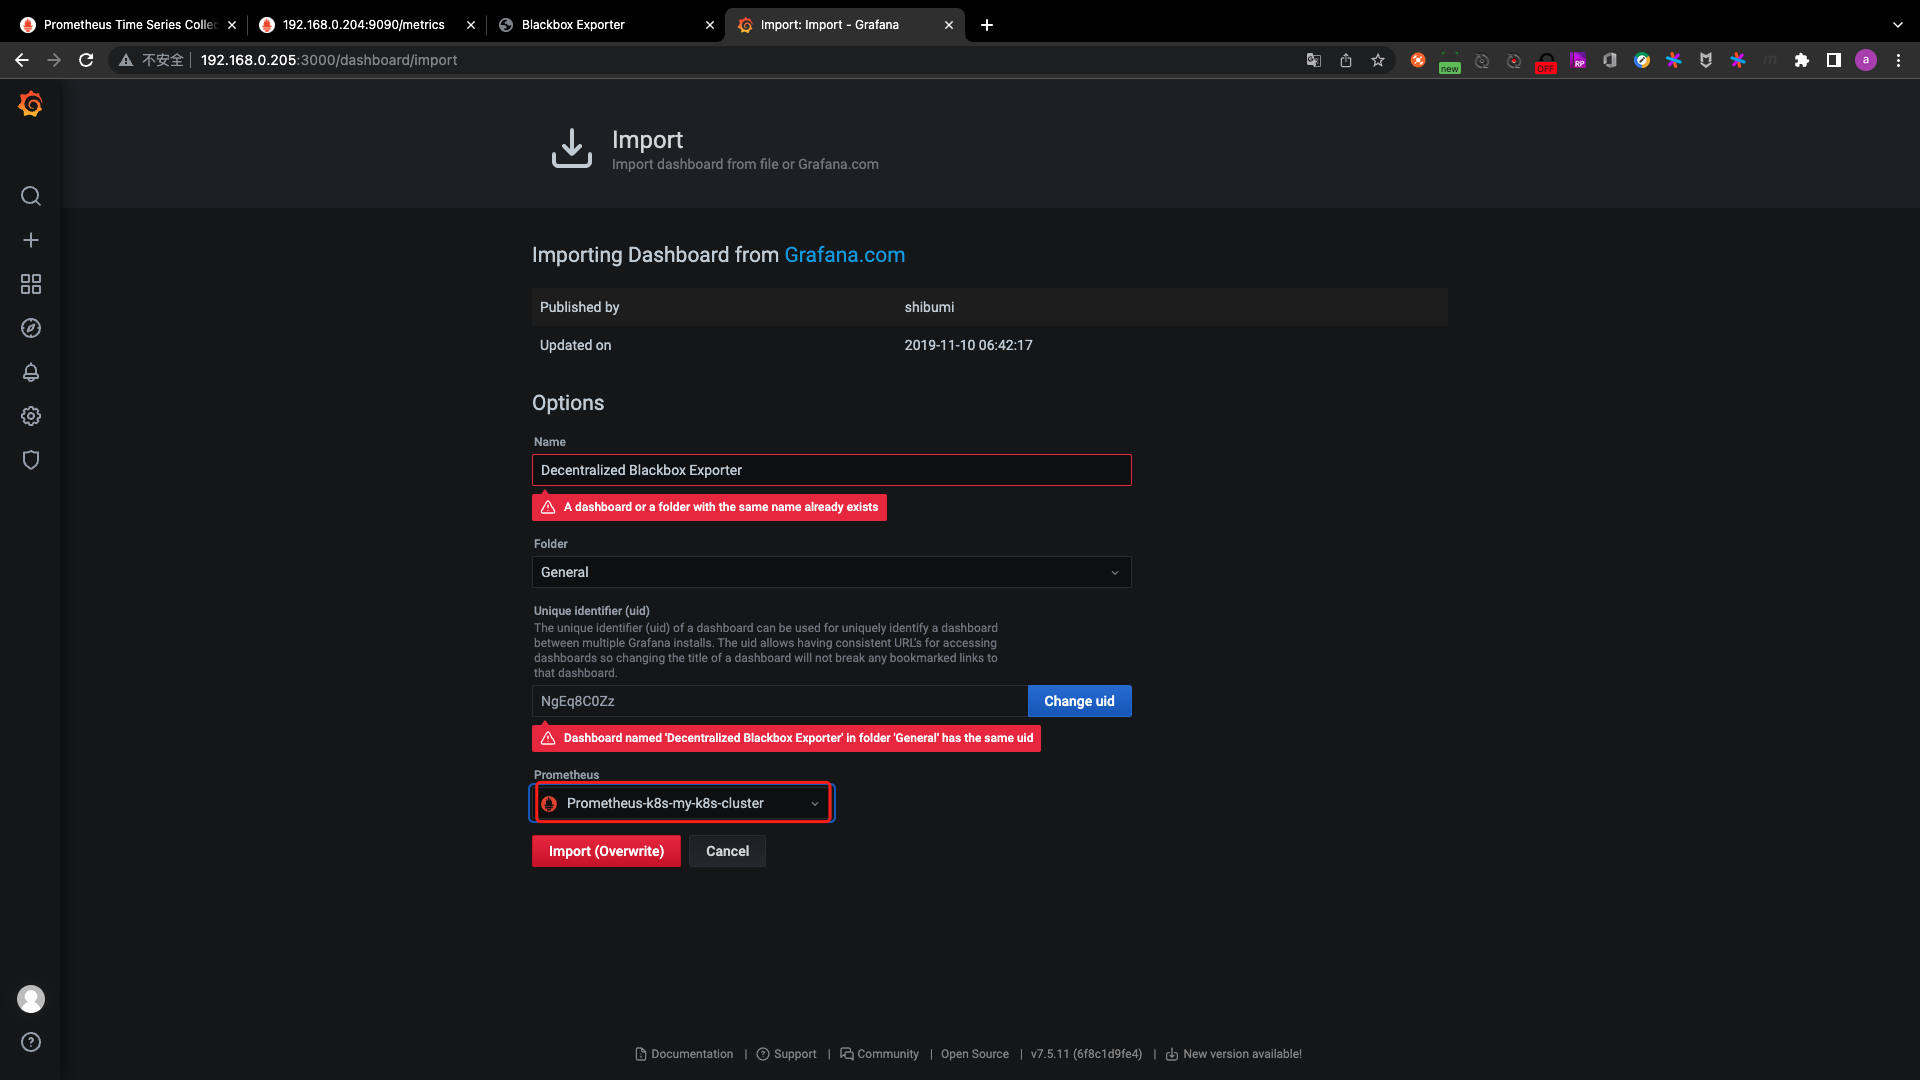 Prometheus Time Series Collec
192.168.0.204:9090/metrics
Blackbox Exporter
Import: Import - Grafana
不安全
192.168.0.205:3000/dashboard/import
new
OFF
RP
a
Import
Import dashboard from file or Grafana.com
Importing Dashboard from Grafana.com
Published by shibumi
Updated on 2019-11-10 06:42:17
Options
Name
Decentralized Blackbox Exporter
A dashboard or a folder with the same name already exists
Folder
General
Unique identifier (uid)
The unique identifier (uid) of a dashboard can be used for uniquely identify a dashboard
between multiple Grafana installs. The uid allows having consistent URL's for accessing
dashboards so changing the title of a dashboard will not break any bookmarked links to
that dashboard.
NgEq8C0Zz
Change uid
Dashboard named 'Decentralized Blackbox Exporter' in folder 'General' has the same uid
Prometheus
Prometheus-k8s-my-k8s-cluster
Import (Overwrite)
Cancel
Documentation | Support | Community | Open Source | v7.5.11 (6f8c1d9fe4) | New version available!